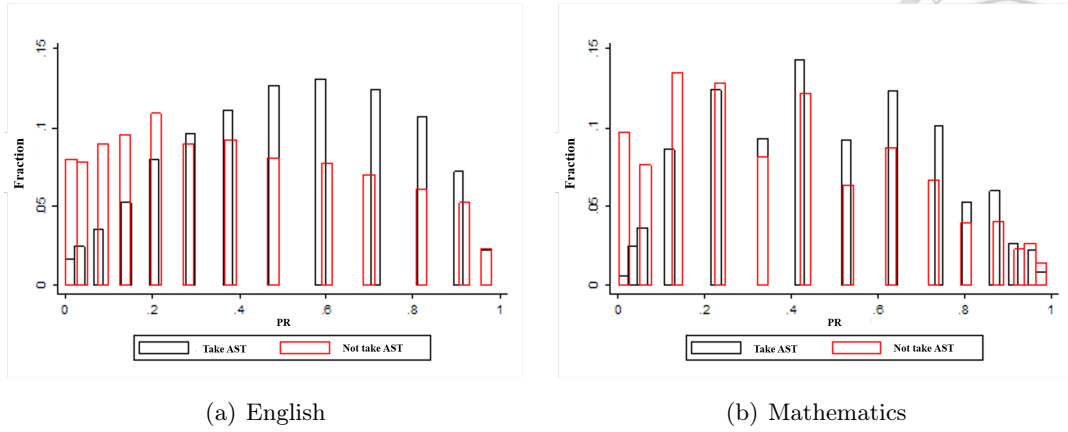 .15
.1
.05
0
Fraction
0 .2 .4 .6 .8 1
PR
Take AST Not take AST
(a) English
.15
.1
.05
0
Fraction
0 .2 .4 .6 .8 1
PR
Take AST Not take AST
(b) Mathematics